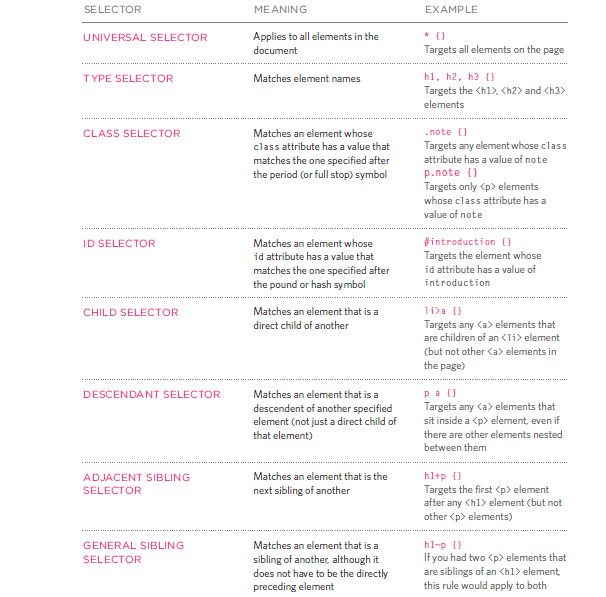 SELECTOR MEANING EXAMPLE
UNIVERSAL SELECTOR
Applies to all elements in the
document
* {}
Targets all elements on the page
TYPE SELECTOR
Matches element names
h1, h2, h3 {}
Targets the <h1>, <h2> and <h3>
elements
CLASS SELECTOR
Matches an element whose
class attribute has a value that
matches the one specified after
the period (or full stop) symbol
.note {}
Targets any element whose class
attribute has a value of note
p.note {}
Targets only <p> elements
whose class attribute has a
value of note
ID SELECTOR
Matches an element whose
id attribute has a value that
matches the one specified after
the pound or hash symbol
#introduction {}
Targets the element whose
id attribute has a value of
introduction
CHILD SELECTOR
Matches an element that is a
direct child of another
li>a {}
Targets any <a> elements that
are children of an <li> element
(but not other <a> elements in
the page)
DESCENDANT SELECTOR
Matches an element that is a
descendent of another specified
element (not just a direct child of
that element)
p a {}
Targets any <a> elements that
sit inside a <p> element, even if
there are other elements nested
between them
ADJACENT SIBLING
SELECTOR
Matches an element that is the
next sibling of another
h1+p {}
Targets the first <p> element
after any <h1> element (but not
other <p> elements)
GENERAL SIBLING
SELECTOR
Matches an element that is a
sibling of another, although it
does not have to be the directly
preceding element
h1~p {}
If you had two <p> elements that
are siblings of an <h1> element,
this rule would apply to both